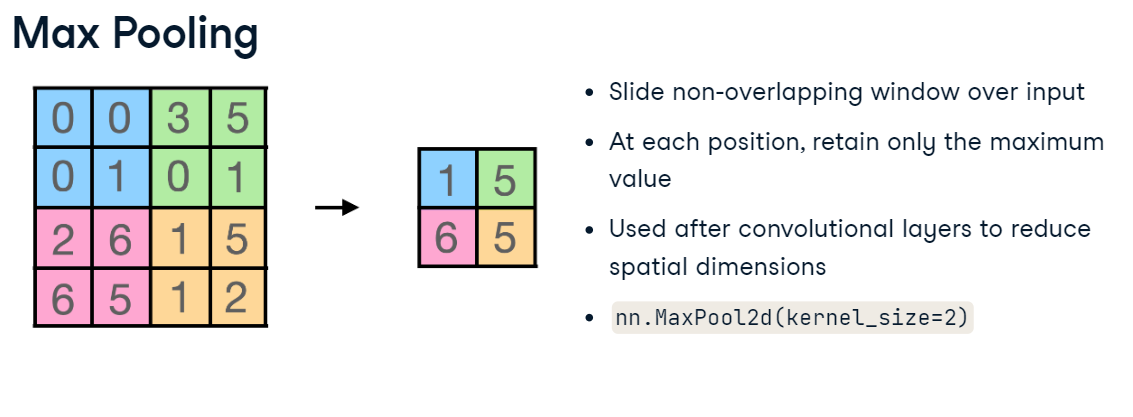 Max Pooling
0 0 3 5
0 1 0 1
2 6 1 5
6 5 1 2
1 5
6 5
• Slide non-overlapping window over input
• At each position, retain only the maximum
value
• Used after convolutional layers to reduce
spatial dimensions
• nn.MaxPool2d(kernel_size=2)